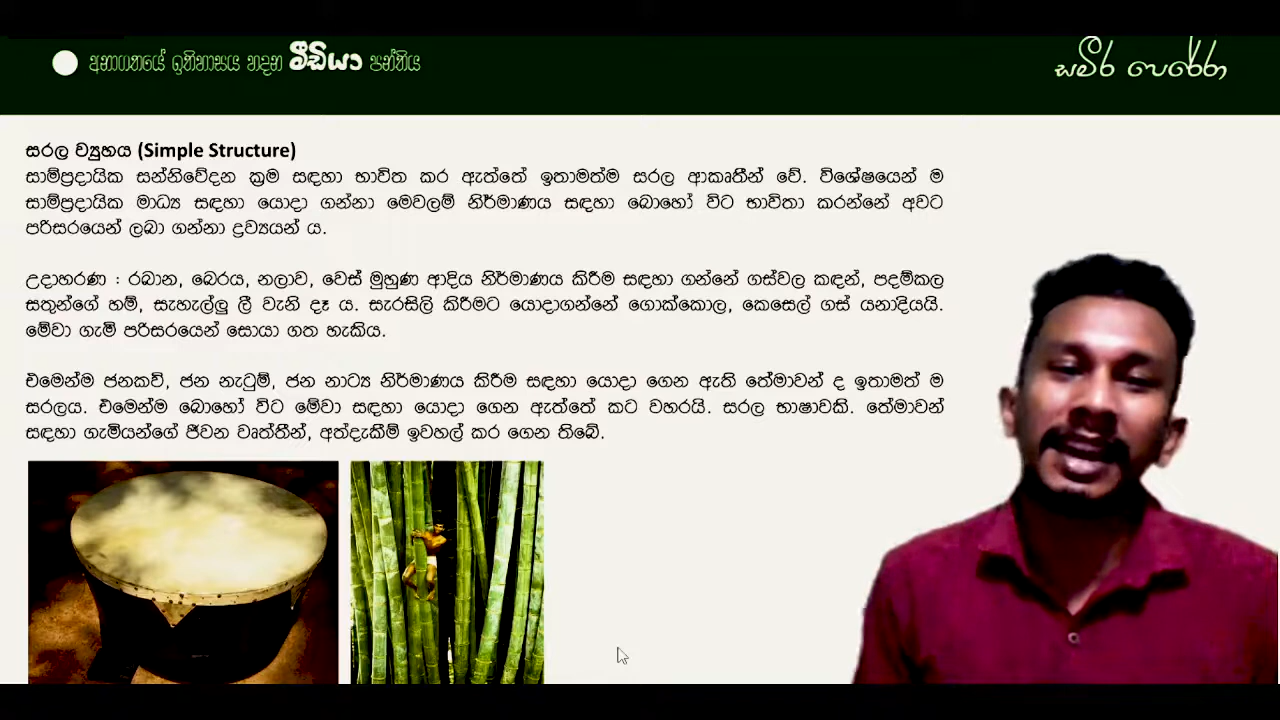 අනාගතයේ ඉතිහාසය හදන මීඩියා පන්තිය
සමීර පෙරේරා
සරල ව්‍යුහය (Simple Structure)
සාම්ප්‍රදායික සන්නිවේදන ක්‍රම සඳහා භාවිත කර ඇත්තේ ඉතාමත්ම සරල ආකෘතීන් වේ. විශේෂයෙන් ම
සාම්ප්‍රදායික මාධ්‍ය සඳහා යොදා ගන්නා මෙවලම් නිර්මාණය සඳහා බොහෝ විට භාවිතා කරන්නේ අවට
පරිසරයෙන් ලබා ගන්නා ද්‍රව්‍යයන් ය.
උදාහරණ : රබාන, බෙරය, නලාව, වෙස් මුහුණ ආදිය නිර්මාණය කිරීම සඳහා ගන්නේ ගස්වල කඳන්, පදම්කල
සතුන්ගේ හම්, සැහැල්ලු ලී වැනි දෑ ය. සැරසිලි කිරීමට යොදාගන්නේ ගොක්කොල, කෙසෙල් ගස් යනාදියයි.
මේවා ගැමි පරිසරයෙන් සොයා ගත හැකිය.
එමෙන්ම ජනකවි, ජන නැටුම්, ජන නාට්‍ය නිර්මාණය කිරීම සඳහා යොදා ගෙන ඇති තේමාවන් ද ඉතාමත් ම
සරලය. එමෙන්ම බොහෝ විට මේවා සඳහා යොදා ගෙන ඇත්තේ කට වහරයි. සරල භාෂාවකි. තේමාවන්
සඳහා ගැමියන්ගේ ජීවන වෘත්තීන්, අත්දැකීම් ඉවහල් කර ගෙන තිබේ.